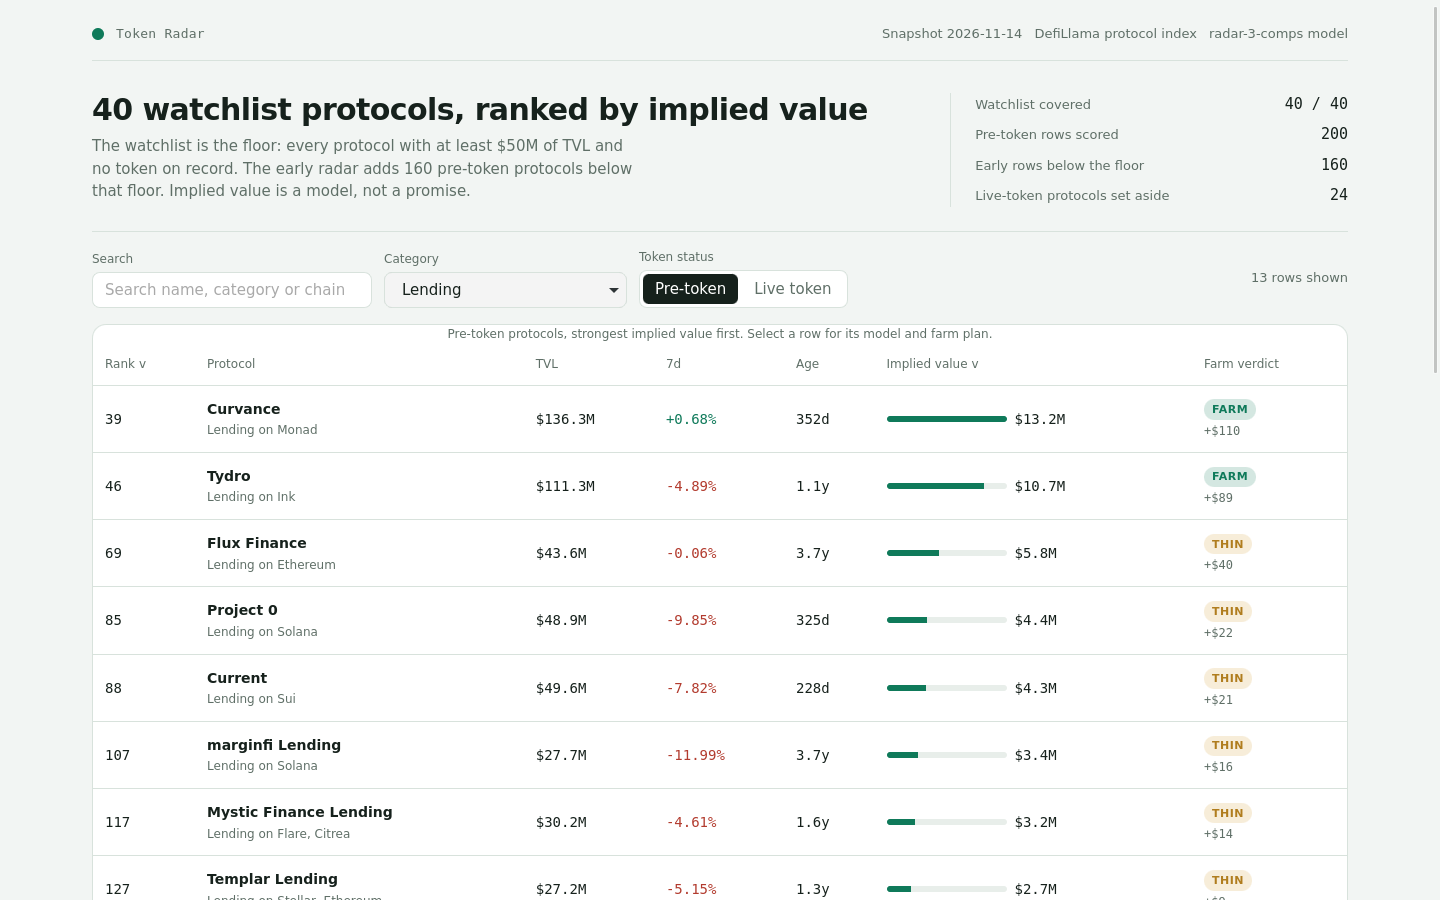 Token Radar
Snapshot 2026-11-14 DefiLlama protocol index radar-3-comps model
40 watchlist protocols, ranked by implied value
The watchlist is the floor: every protocol with at least $50M of TVL and
no token on record. The early radar adds 160 pre-token protocols below
that floor. Implied value is a model, not a promise.
Watchlist covered 40 / 40
Pre-token rows scored 200
Early rows below the floor 160
Live-token protocols set aside 24
Search Category Token status
Search name, category or chain Lending Pre-token Live token 13 rows shown
Pre-token protocols, strongest implied value first. Select a row for its model and farm plan.
Rank v Protocol TVL 7d Age Implied value v Farm verdict
39 Curvance $136.3M +0.68% 352d $13.2M FARM
Lending on Monad +$110
46 Tydro $111.3M -4.89% 1.1y $10.7M FARM
Lending on Ink +$89
69 Flux Finance $43.6M -0.06% 3.7y $5.8M THIN
Lending on Ethereum +$40
85 Project 0 $48.9M -9.85% 325d $4.4M THIN
Lending on Solana +$22
88 Current $49.6M -7.82% 228d $4.3M THIN
Lending on Sui +$21
107 marginfi Lending $27.7M -11.99% 3.7y $3.4M THIN
Lending on Solana +$16
117 Mystic Finance Lending $30.2M -4.61% 1.6y $3.2M THIN
Lending on Flare, Citrea +$14
127 Templar Lending $27.2M -5.15% 1.3y $2.7M THIN
Lending on Stellar, Ethereum